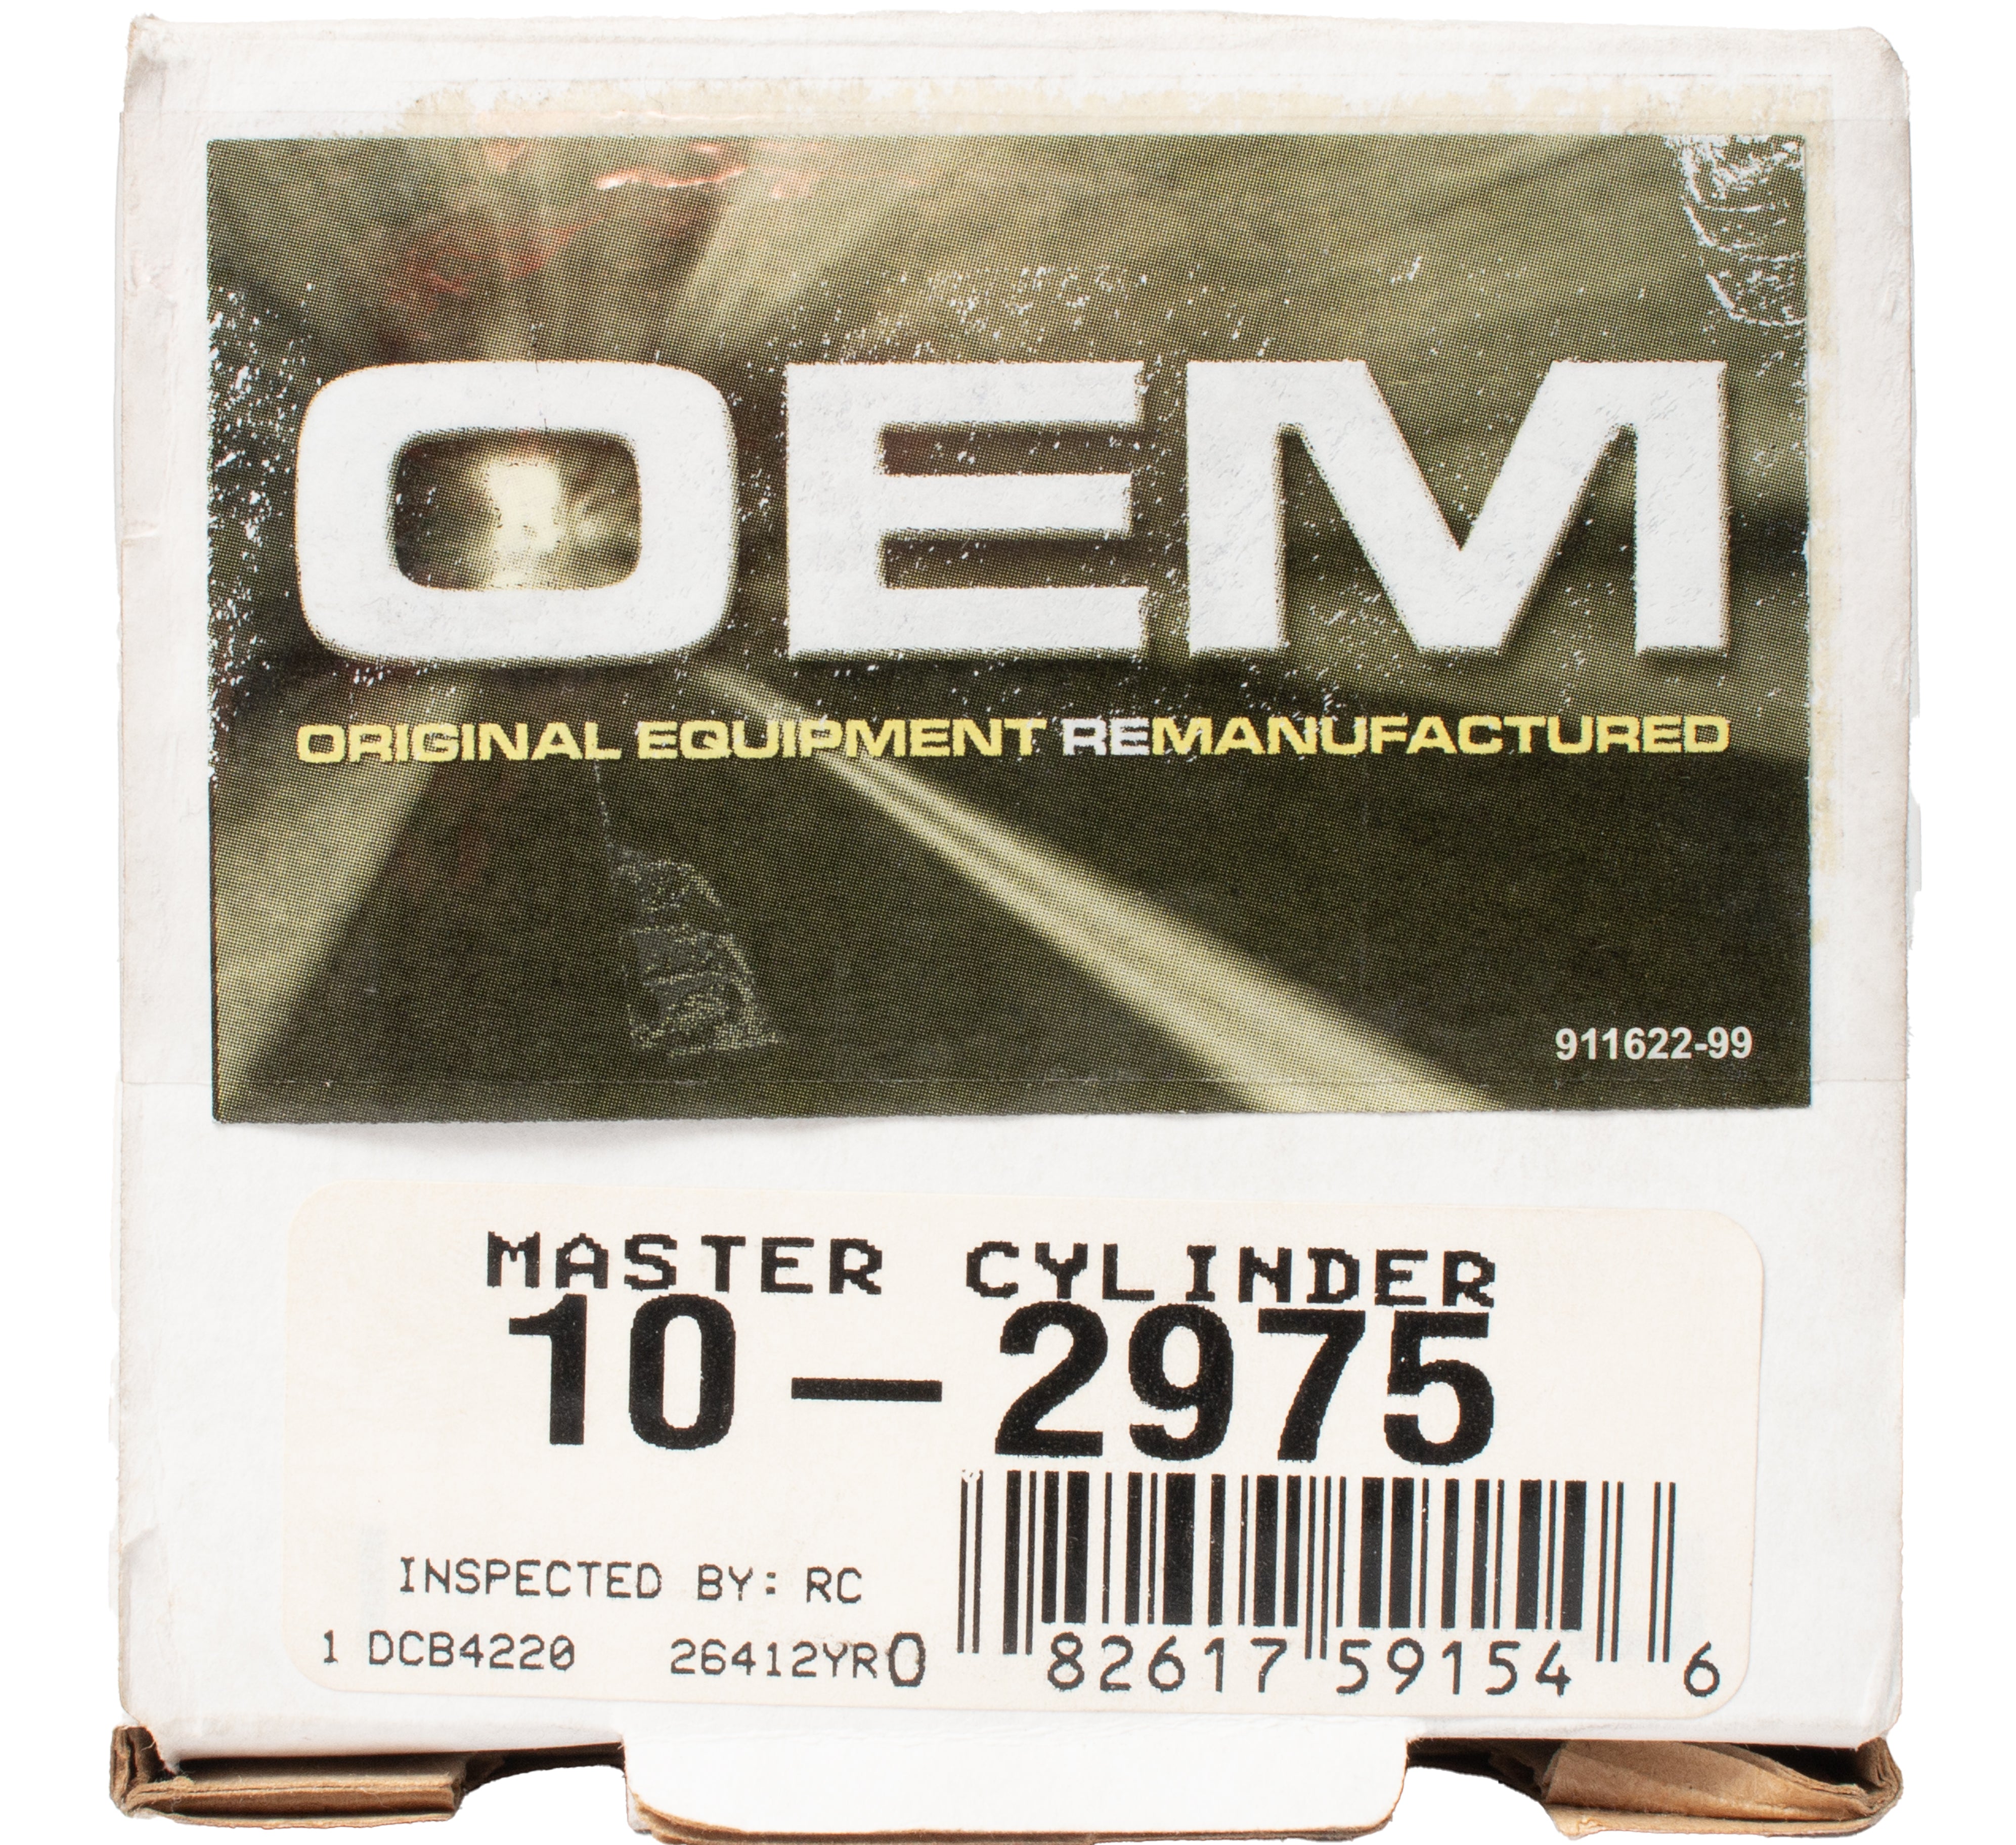 OEM
ORIGINAL EQUIPMENT REMANUFACTURED
911622-99
MASTER CYLINDER
10-2975
INSPECTED BY: RC
1 DCB4220 26412YR
0 82617 59154 6